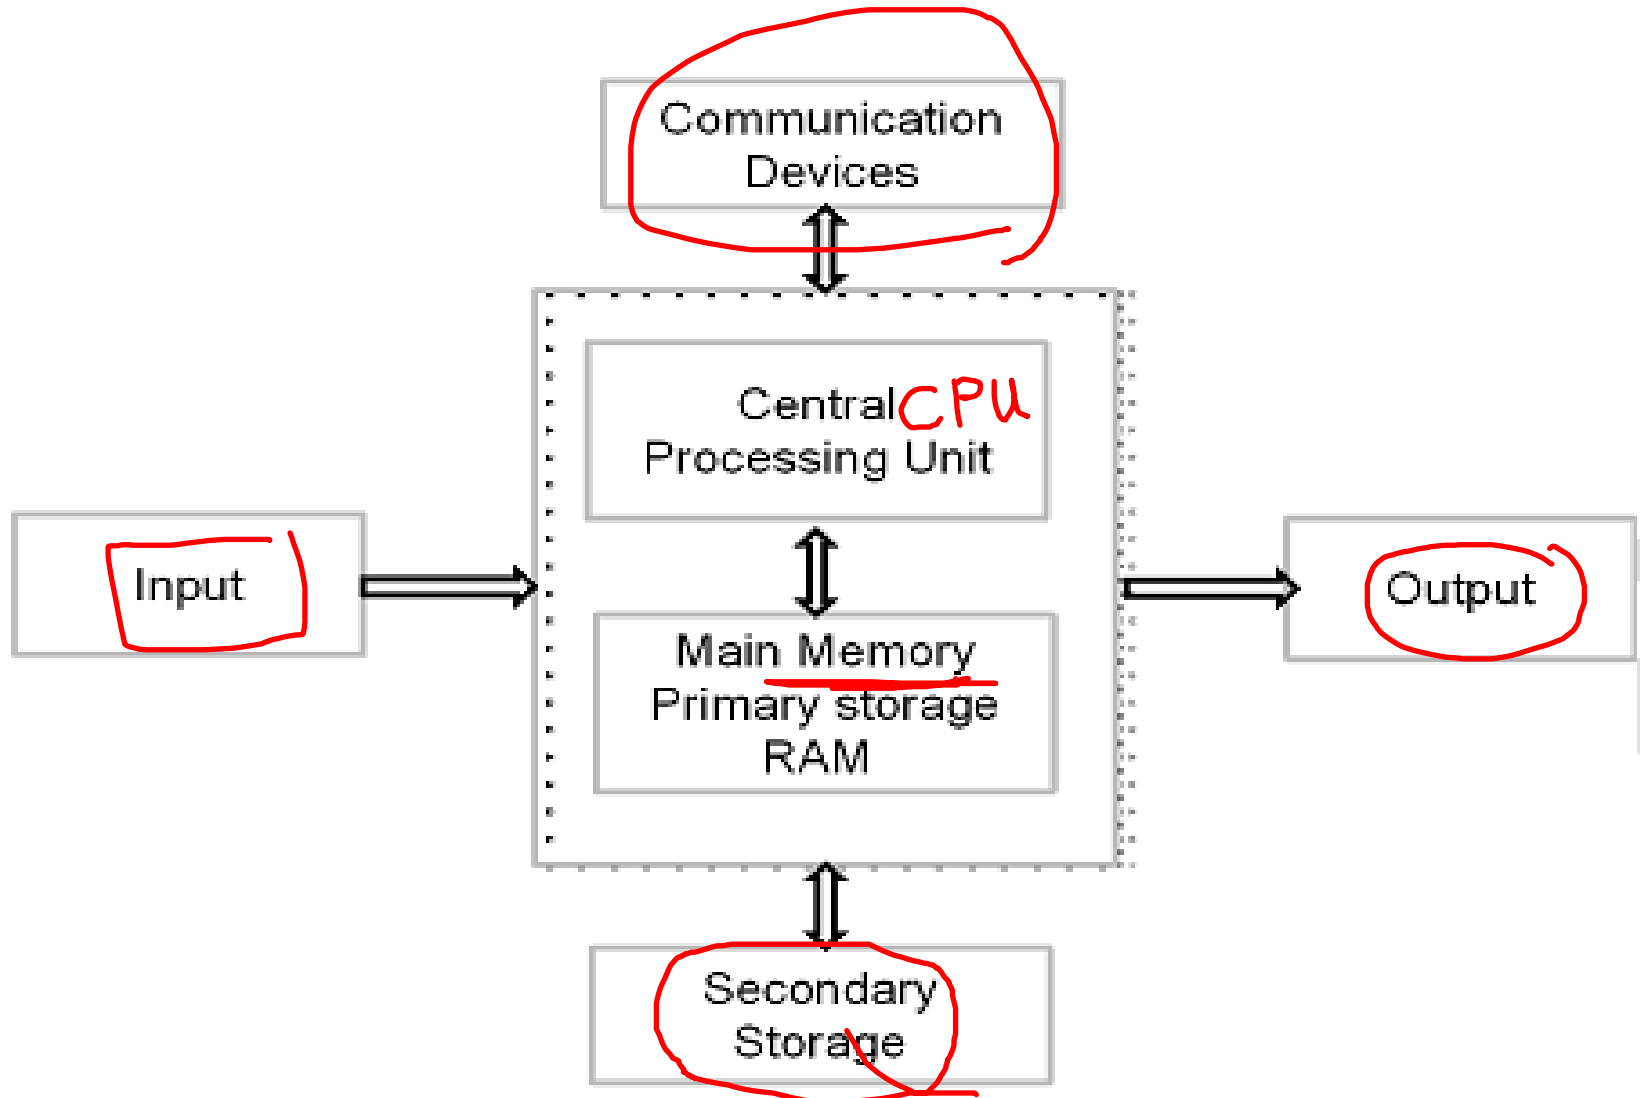 Communication
Devices
Central CPU
Processing Unit
Input
Output
Main Memory
Primary storage
RAM
Secondary
Storage